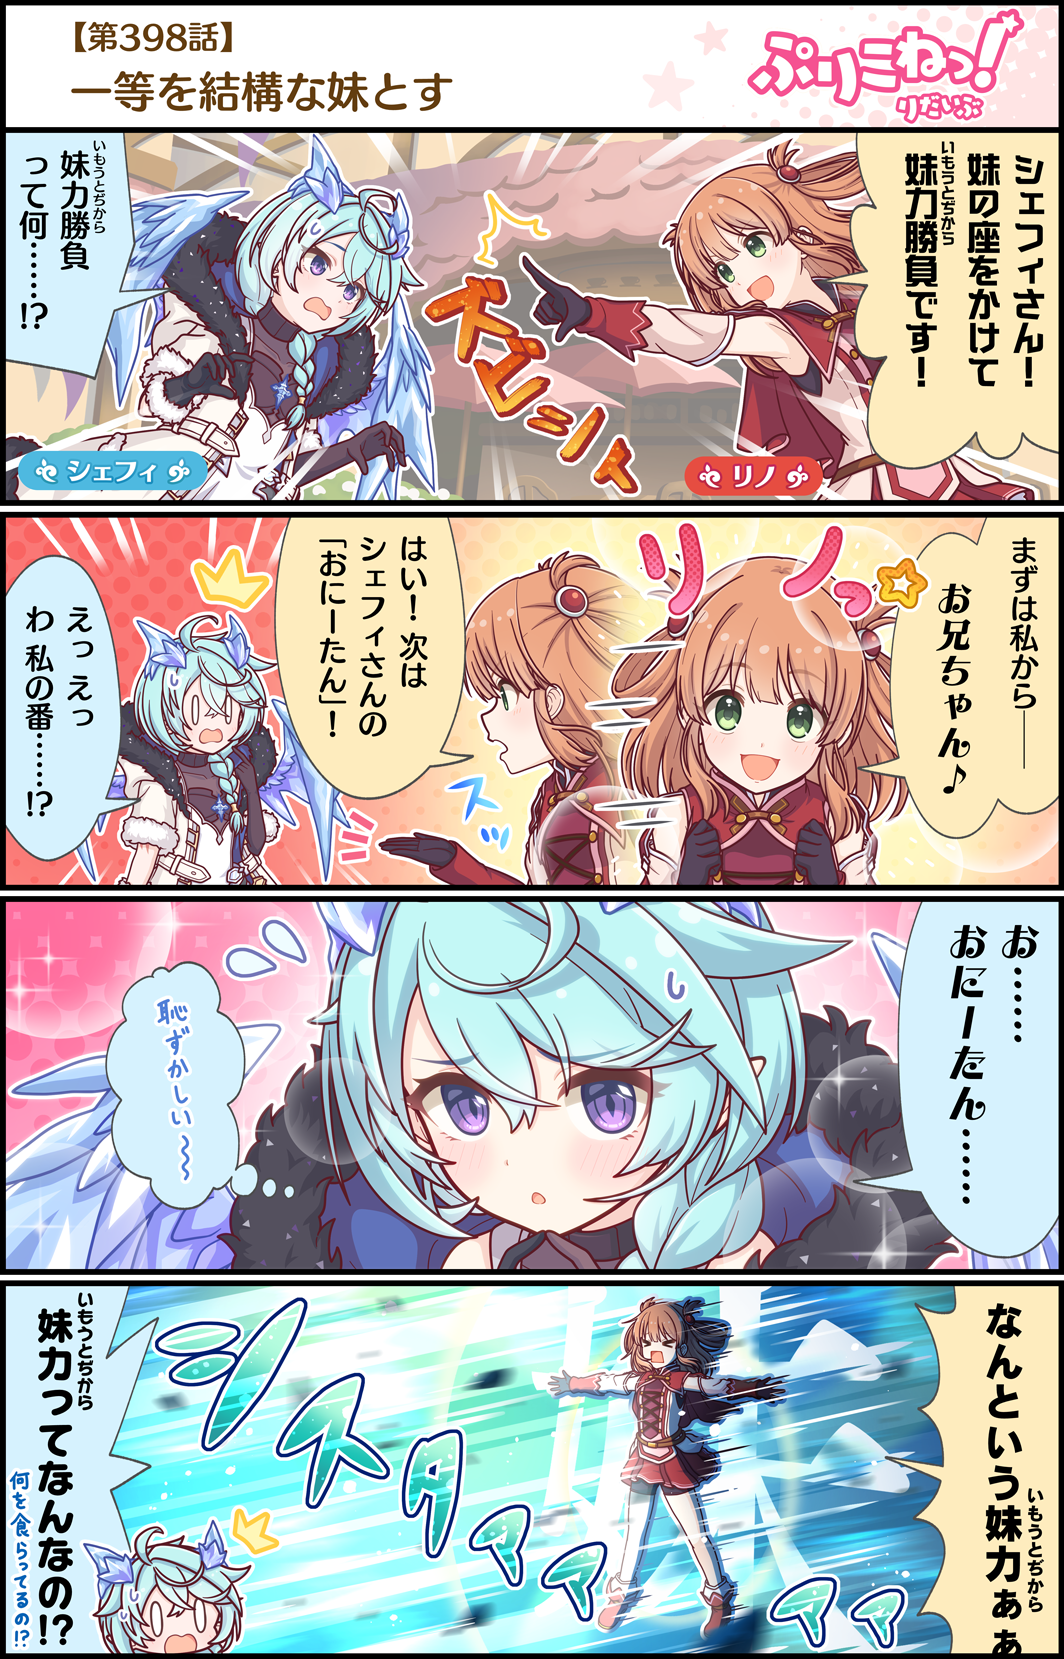 【第398話】
一等を結構な妹とす
ぷりこねっ!
りだいぶ
シェフィさん!
妹の座をかけて
妹力勝負です!
いもうとぢから
ズビシィ
妹力勝負
いもうとぢから
って何……!?
シェフィ
リノ
まずは私から――
お兄ちゃん♪
リノっ
はい!次は
シェフィさんの
「おにーたん」!
スッ
えっ えっ
わ 私の番……!?
お……
おにーたん……
恥ずかしい〜
なんという妹力ぁぁ
いもうとぢから
シスタァァァァ
妹力ってなんなの!?
いもうとぢから
何を食らってるの!?